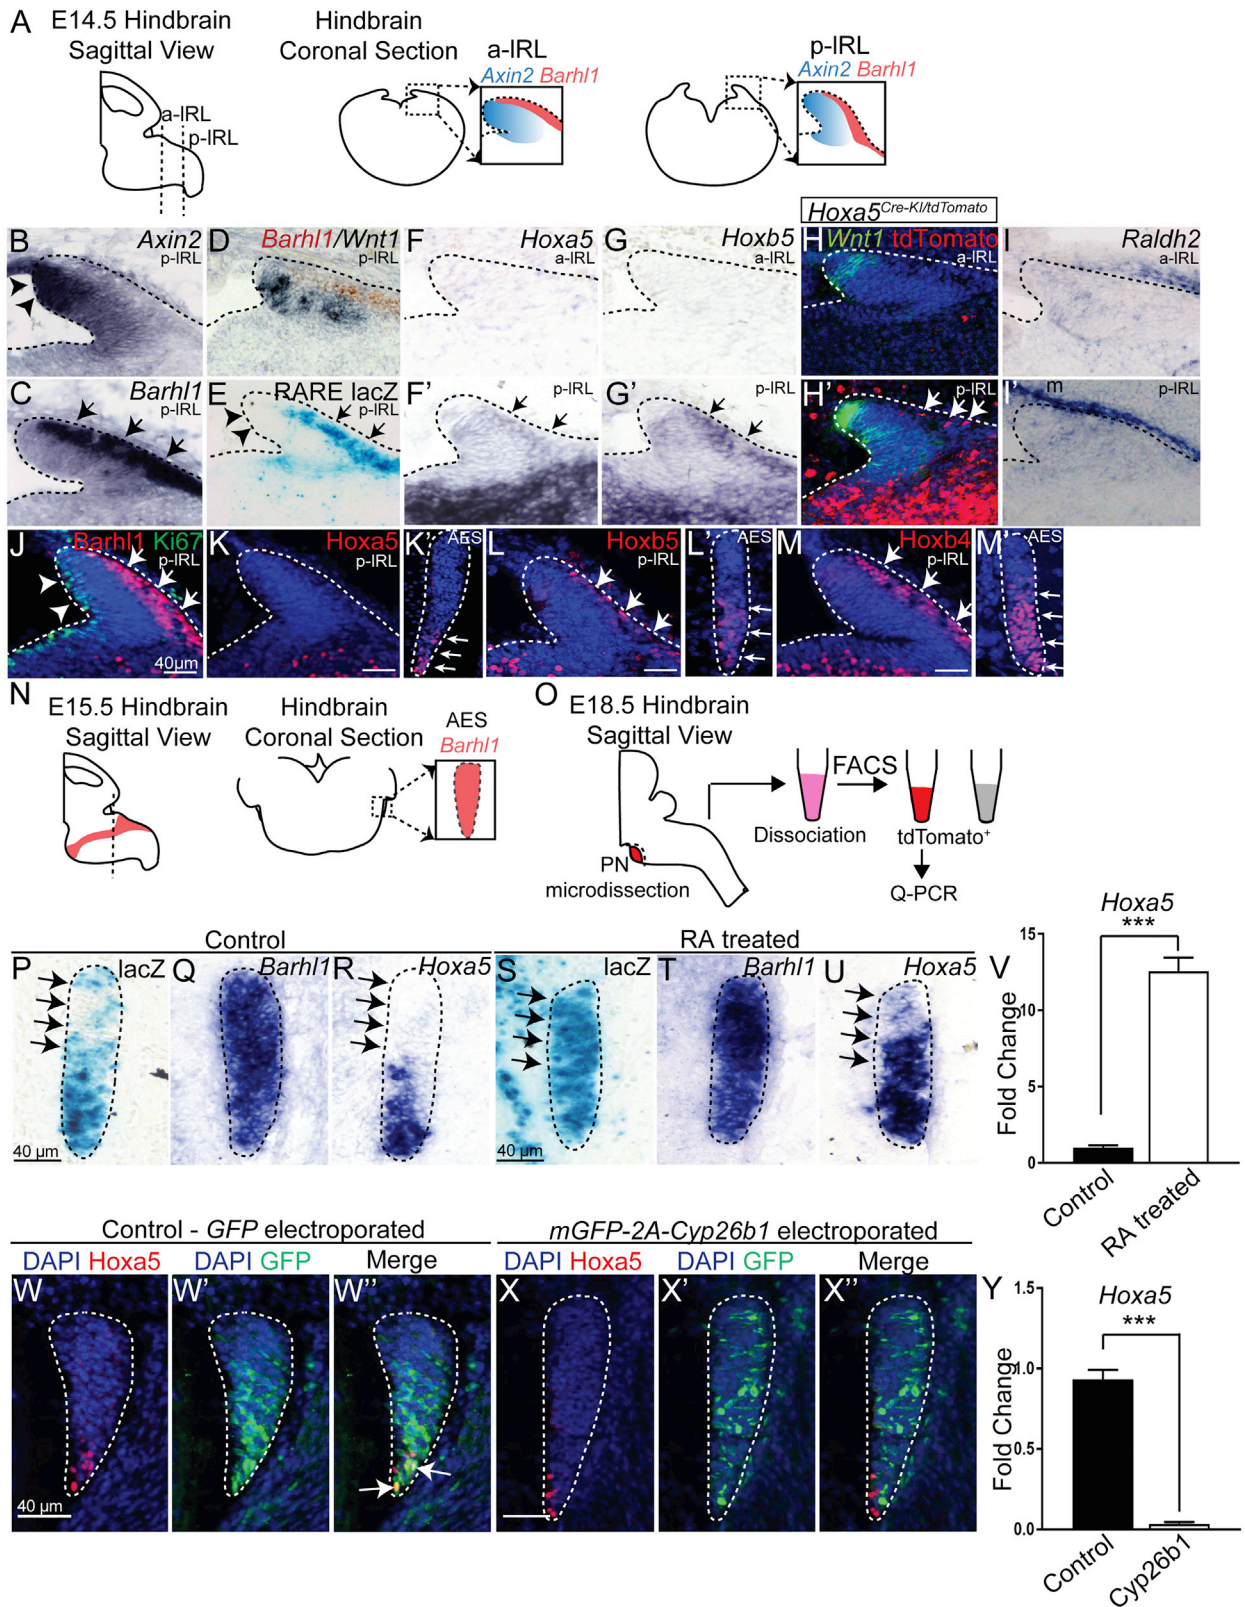 A
E14.5 Hindbrain
Sagittal View
a-IRL
p-IRL
Hindbrain
Coronal Section
a-IRL
Axin2 Barhl1
p-IRL
Axin2 Barhl1
Hoxa5Cre-KI/tdTomato
B Axin2
p-IRL
D Barhl1/Wnt1
p-IRL
F Hoxa5
a-IRL
G Hoxb5
a-IRL
H Wnt1 tdTomato
a-IRL
I Raldh2
a-IRL
C Barhl1
p-IRL
E RARE lacZ
p-IRL
F' p-IRL
G' p-IRL
H' p-IRL
I' m p-IRL
J Barhl1 Ki67
p-IRL
40µm
K Hoxa5
p-IRL
K' AES
L Hoxb5
p-IRL
L' AES
M Hoxb4
p-IRL
M' AES
N
E15.5 Hindbrain
Sagittal View
Hindbrain
Coronal Section
AES
Barhl1
O
E18.5 Hindbrain
Sagittal View
PN
microdissection
Dissociation
FACS
tdTomato+
Q-PCR
Control
RA treated
P lacZ
40 µm
Q Barhl1
R Hoxa5
S lacZ
40 µm
T Barhl1
U Hoxa5
V
Hoxa5
***
Fold Change
15
10
5
0
Control
RA treated
Control - GFP electroporated
mGFP-2A-Cyp26b1 electroporated
DAPI Hoxa5
DAPI GFP
Merge
DAPI Hoxa5
DAPI GFP
Merge
W
40 µm
W'
W''
X
X'
X''
Y
Hoxa5
***
Fold Change
1.5
1.0
0.5
0.0
Control
Cyp26b1